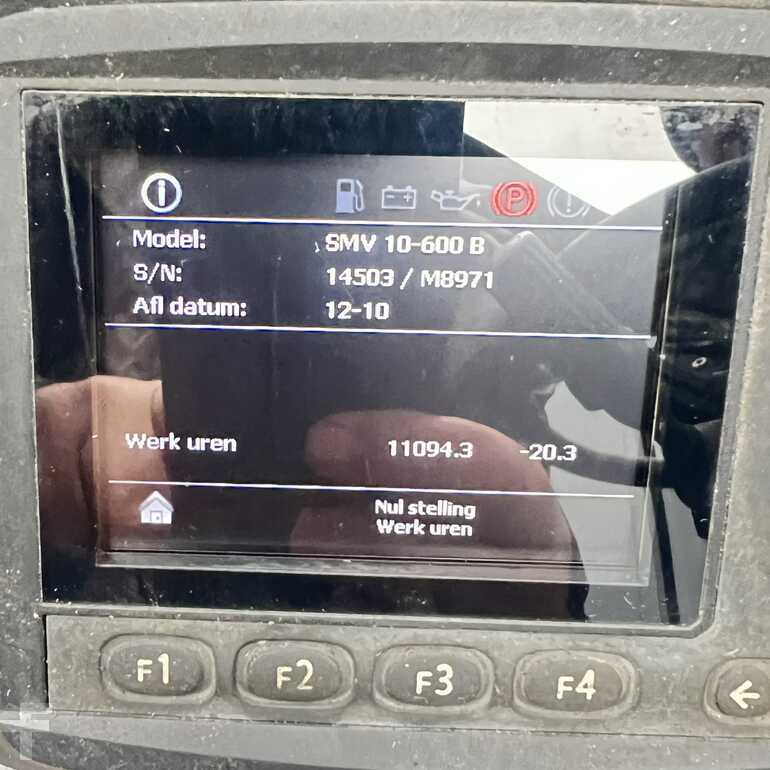 Model: SMV 10-600 B
S/N: 14503 / M8971
Afl datum: 12-10
Werk uren 11094.3 -20.3
Nul stelling
Werk uren
F1 F2 F3 F4